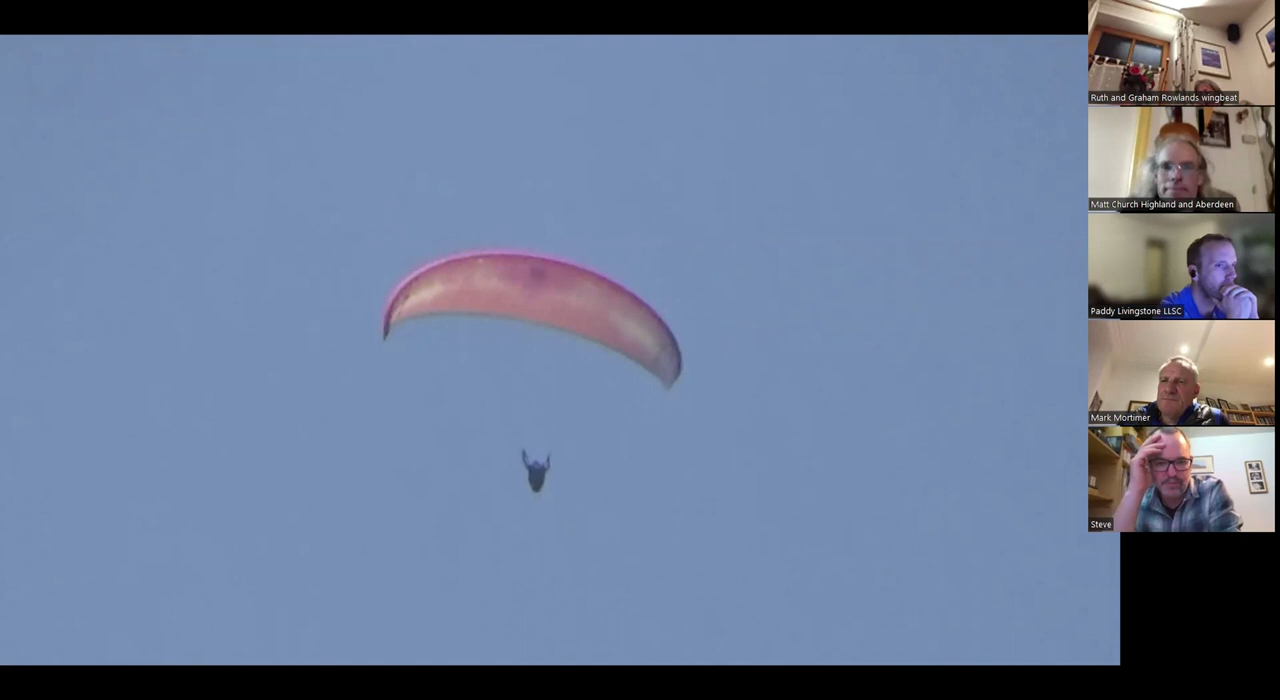 Ruth and Graham Rowlands wingbeat
Matt Church Highland and Aberdeen
Paddy Livingstone LLSC
Mark Mortimer
Steve